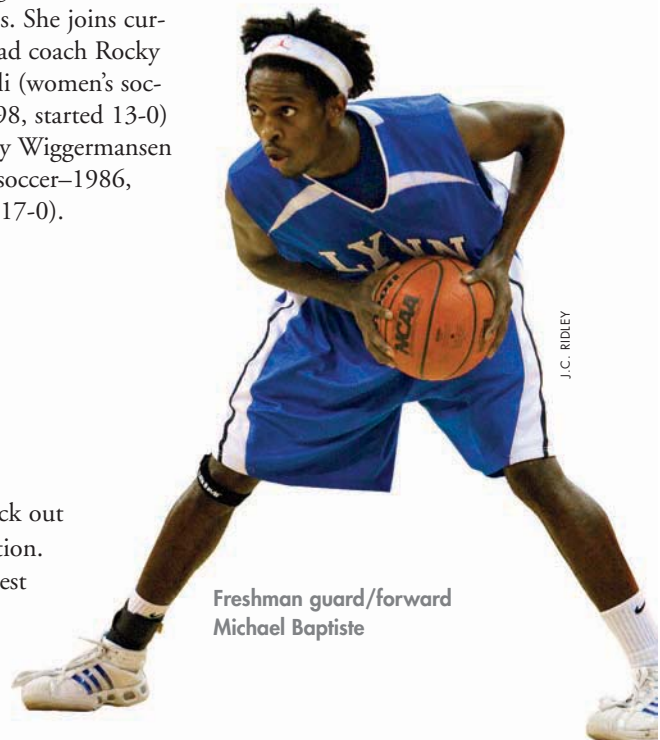 s. She joins cur-
ad coach Rocky
li (women's soc-
98, started 13-0)
y Wiggermansen
soccer–1986,
17-0).
LYNN
NCAA
J.C. RIDLEY
ck out
tion.
est
Freshman guard/forward
Michael Baptiste